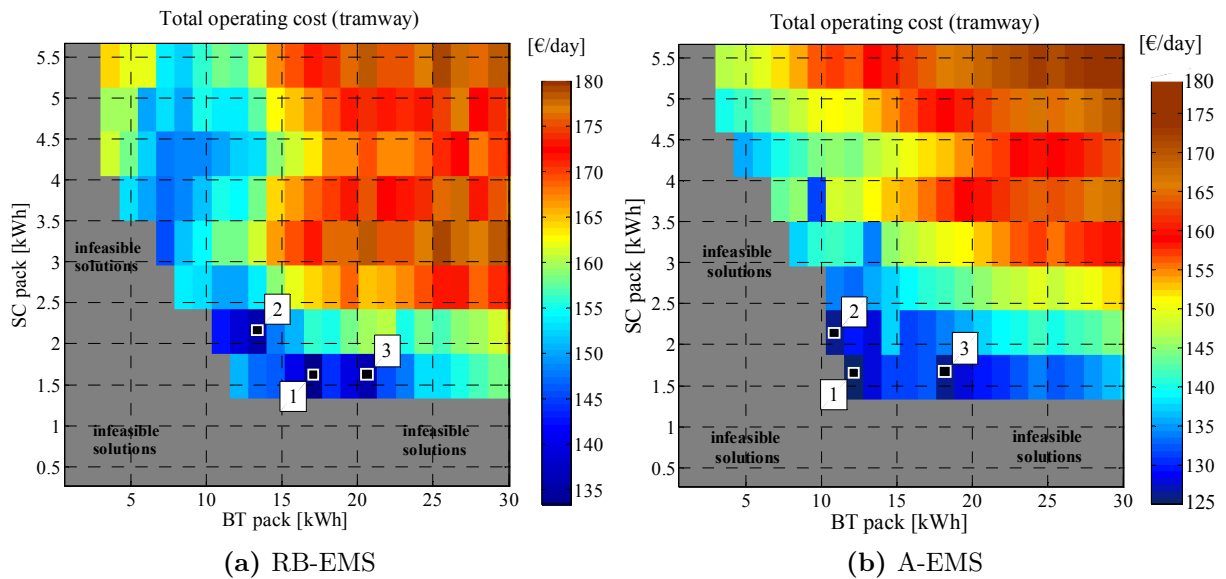 Total operating cost (tramway)
[€/day]
SC pack [kWh]
5.5
5
4.5
4
3.5
3
2.5
2
1.5
1
0.5
infeasible
solutions
infeasible
solutions
infeasible
solutions
2
3
1
5
10
15
20
25
30
BT pack [kWh]
180
175
170
165
160
155
150
145
140
135
(a) RB-EMS
Total operating cost (tramway)
[€/day]
SC pack [kWh]
5.5
5
4.5
4
3.5
3
2.5
2
1.5
1
0.5
infeasible
solutions
infeasible
solutions
infeasible
solutions
2
3
1
5
10
15
20
25
30
BT pack [kWh]
180
175
170
165
160
155
150
145
140
135
130
125
(b) A-EMS